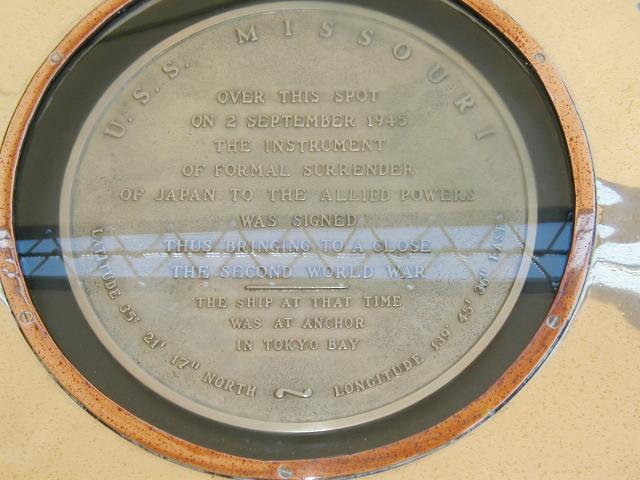 U.S.S. MISSOURI
OVER THIS SPOT
ON 2 SEPTEMBER 1945
THE INSTRUMENT
OF FORMAL SURRENDER
OF JAPAN TO THE ALLIED POWERS
WAS SIGNED
THUS BRINGING TO A CLOSE
THE SECOND WORLD WAR
THE SHIP AT THAT TIME
WAS AT ANCHOR
IN TOKYO BAY
LATITUDE 35° 21' 17" NORTH ~ LONGITUDE 139° 45' 36" EAST